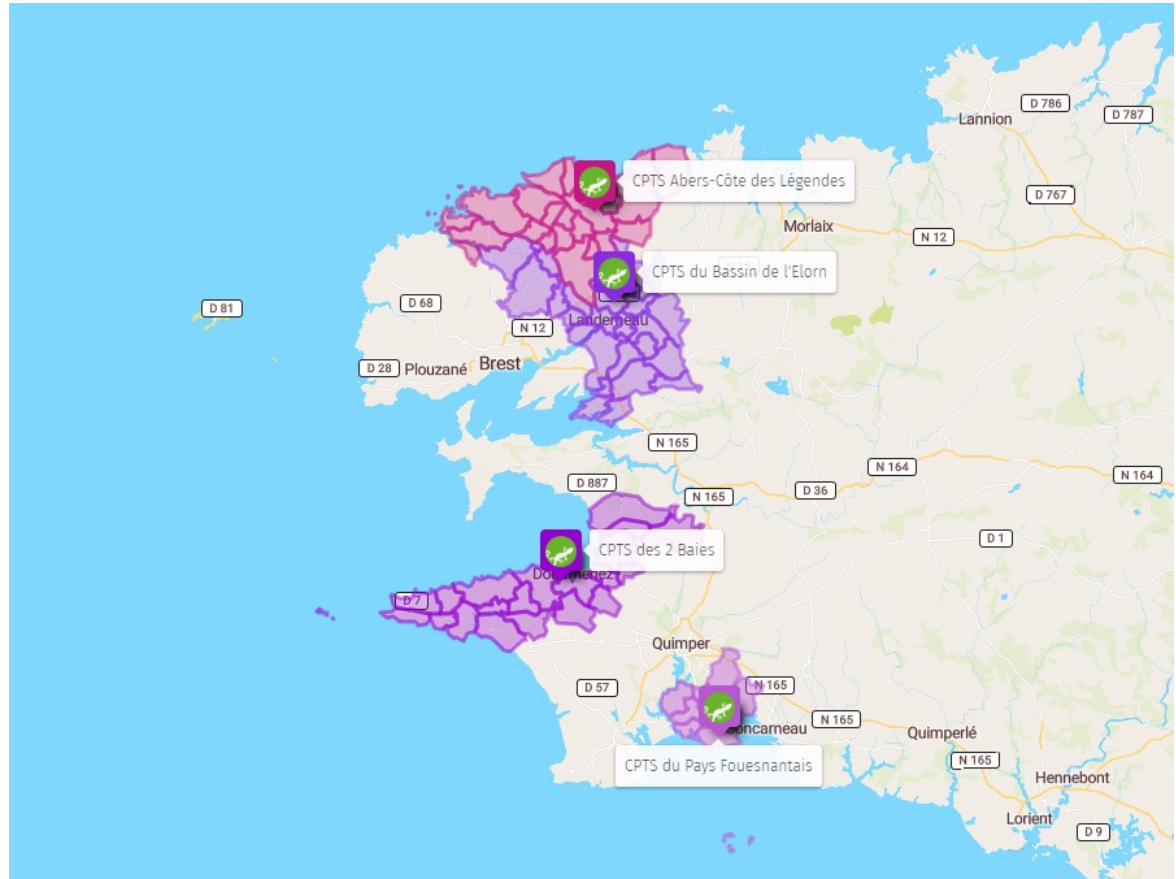 D 786
Lannion
D 787
CPTS Abers-Côte des Légendes
D 767
Morlaix
N 12
CPTS du Bassin de l'Elorn
D 68
D 81
Landerneau
N 12
Brest
D 28
Plouzané
N 165
N 164
N 164
D 887
D 36
N 165
D 1
CPTS des 2 Baies
Douarnenez
D 7
Quimper
D 57
N 165
N 165
Concarneau
Quimperlé
N 165
CPTS du Pays Fouesnantais
Hennebont
Lorient
D 9